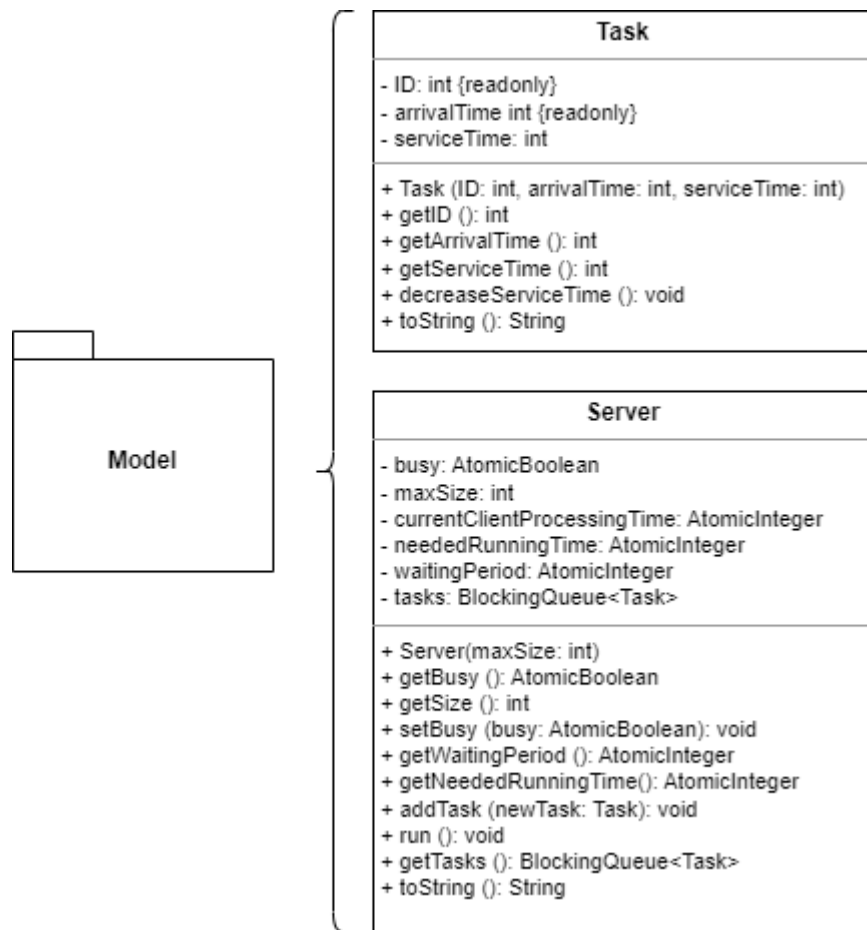 Model
Task
- ID: int {readonly}
- arrivalTime int {readonly}
- serviceTime: int
+ Task (ID: int, arrivalTime: int, serviceTime: int)
+ getID (): int
+ getArrivalTime (): int
+ getServiceTime (): int
+ decreaseServiceTime (): void
+ toString (): String
Server
- busy: AtomicBoolean
- maxSize: int
- currentClientProcessingTime: AtomicInteger
- neededRunningTime: AtomicInteger
- waitingPeriod: AtomicInteger
- tasks: BlockingQueue<Task>
+ Server(maxSize: int)
+ getBusy (): AtomicBoolean
+ getSize (): int
+ setBusy (busy: AtomicBoolean): void
+ getWaitingPeriod (): AtomicInteger
+ getNeededRunningTime(): AtomicInteger
+ addTask (newTask: Task): void
+ run (): void
+ getTasks (): BlockingQueue<Task>
+ toString (): String